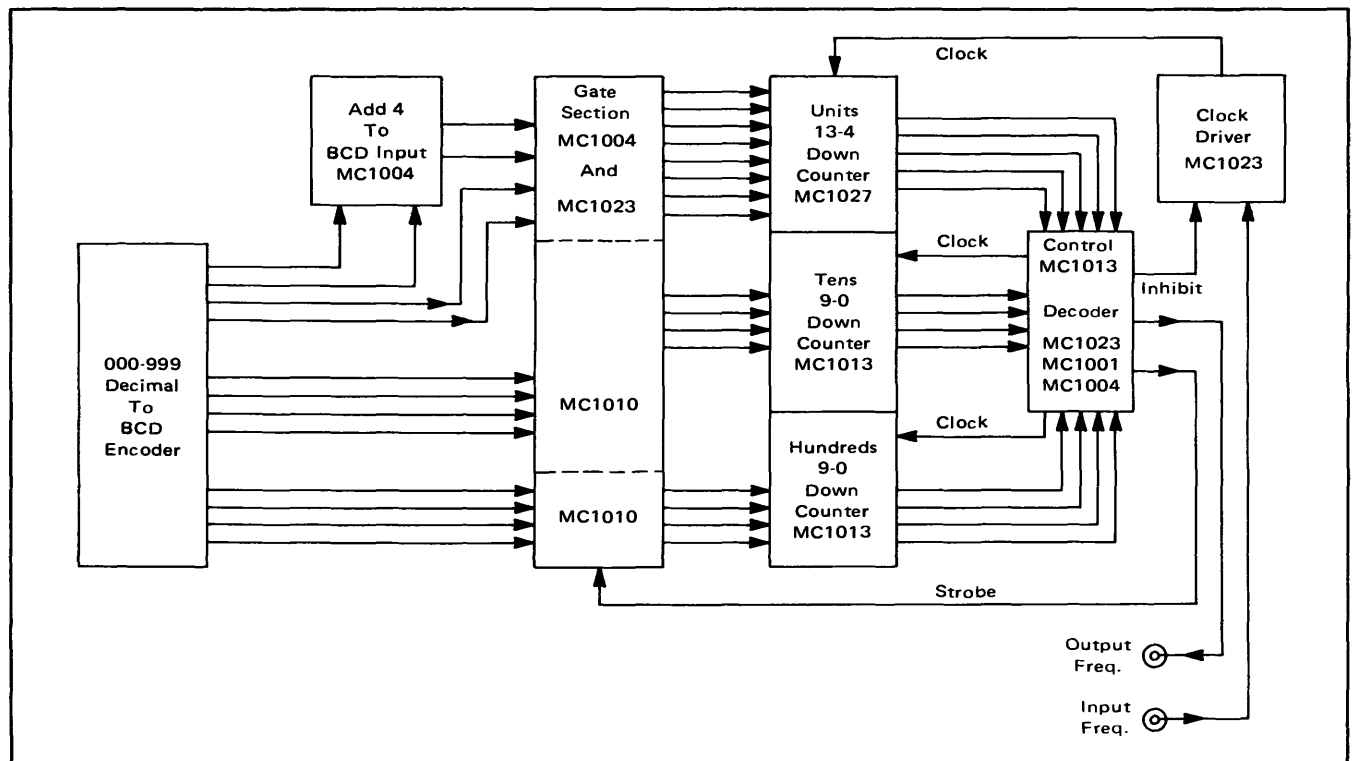 Clock
Add 4
To
BCD Input
MC1004
Gate
Section
MC1004
And
MC1023
MC1010
MC1010
Units
13-4
Down
Counter
MC1027
Clock
Driver
MC1023
000-999
Decimal
To
BCD
Encoder
Tens
9-0
Down
Counter
MC1013
Hundreds
9-0
Down
Counter
MC1013
Clock
Clock
Control
MC1013
Decoder
MC1023
MC1001
MC1004
Inhibit
Strobe
Output
Freq.
Input
Freq.